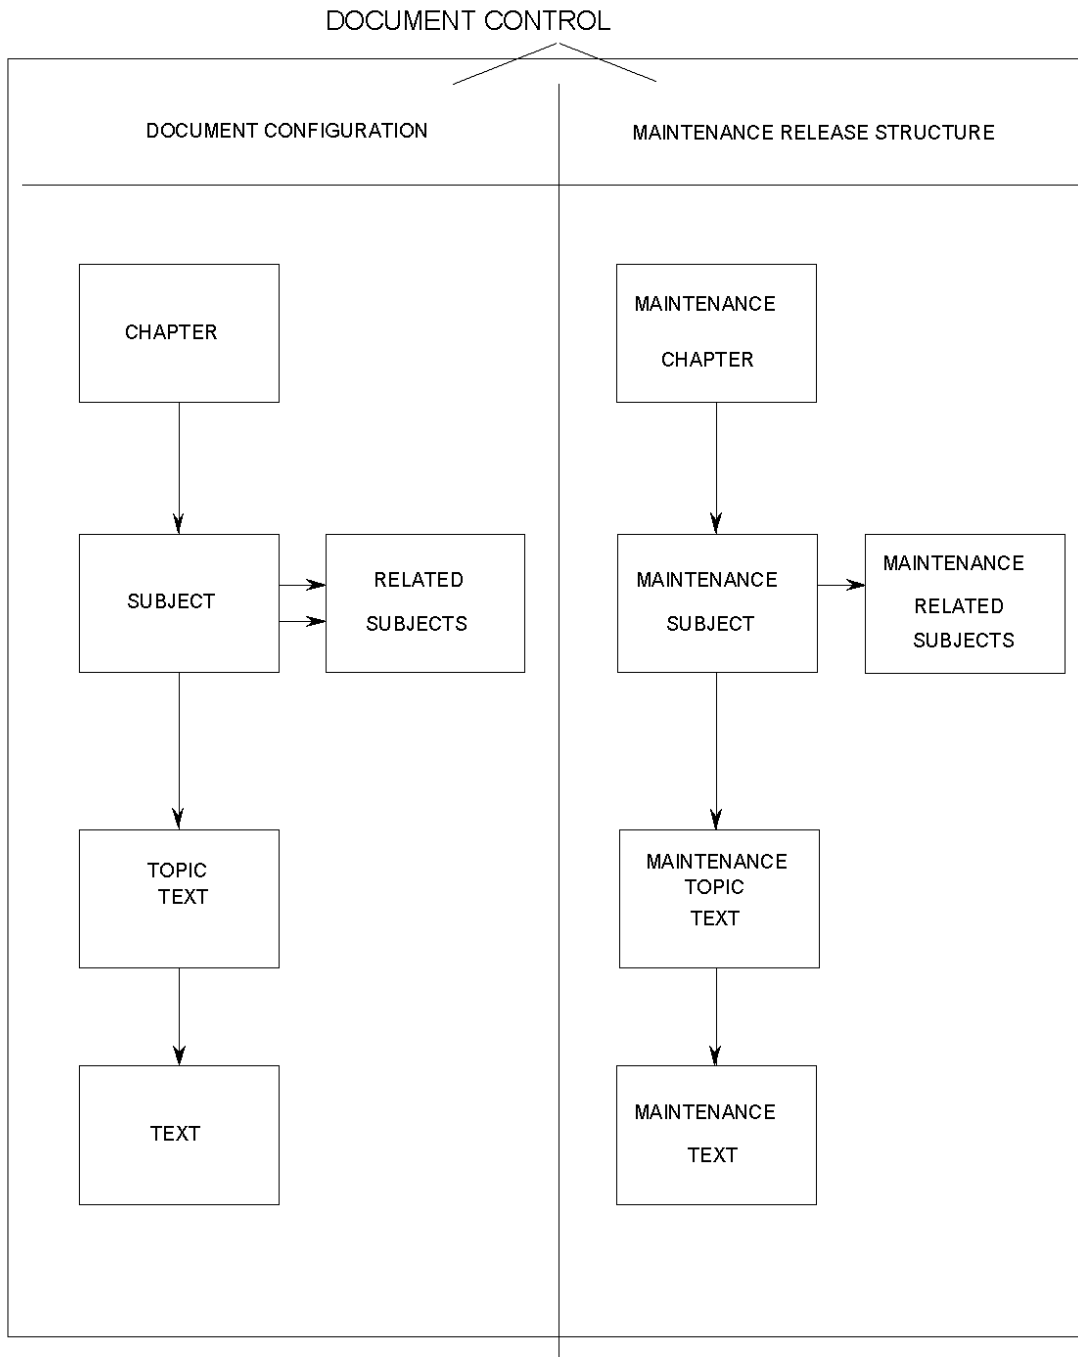 DOCUMENT CONTROL
DOCUMENT CONFIGURATION
MAINTENANCE RELEASE STRUCTURE
CHAPTER
SUBJECT
RELATED
SUBJECTS
TOPIC
TEXT
TEXT
MAINTENANCE
CHAPTER
MAINTENANCE
SUBJECT
MAINTENANCE
RELATED
SUBJECTS
MAINTENANCE
TOPIC
TEXT
MAINTENANCE
TEXT